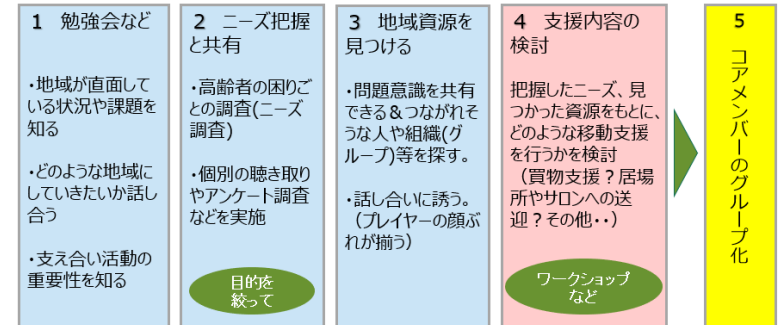 1 勉強会など
・地域が直面して
いる状況や課題を
知る
・どのような地域に
していきたいか話し
合う
・支え合い活動の
重要性を知る
2 ニーズ把握
と共有
・高齢者の困りご
との調査(ニーズ
調査)
・個別の聴き取り
やアンケート調査
などを実施
目的を
絞って
3 地域資源を
見つける
・問題意識を共有
できる&つながれそ
うな人や組織(グ
ループ)等を探す。
・話し合いに誘う。
(プレイヤーの顔ぶ
れが揃う)
4 支援内容の
検討
把握したニーズ、見
つかった資源をもとに、
どのような移動支援
を行うかを検討
(買物支援?居場
所やサロンへの送
迎?その他・・)
ワークショップ
など
5
コアメンバーのグループ化